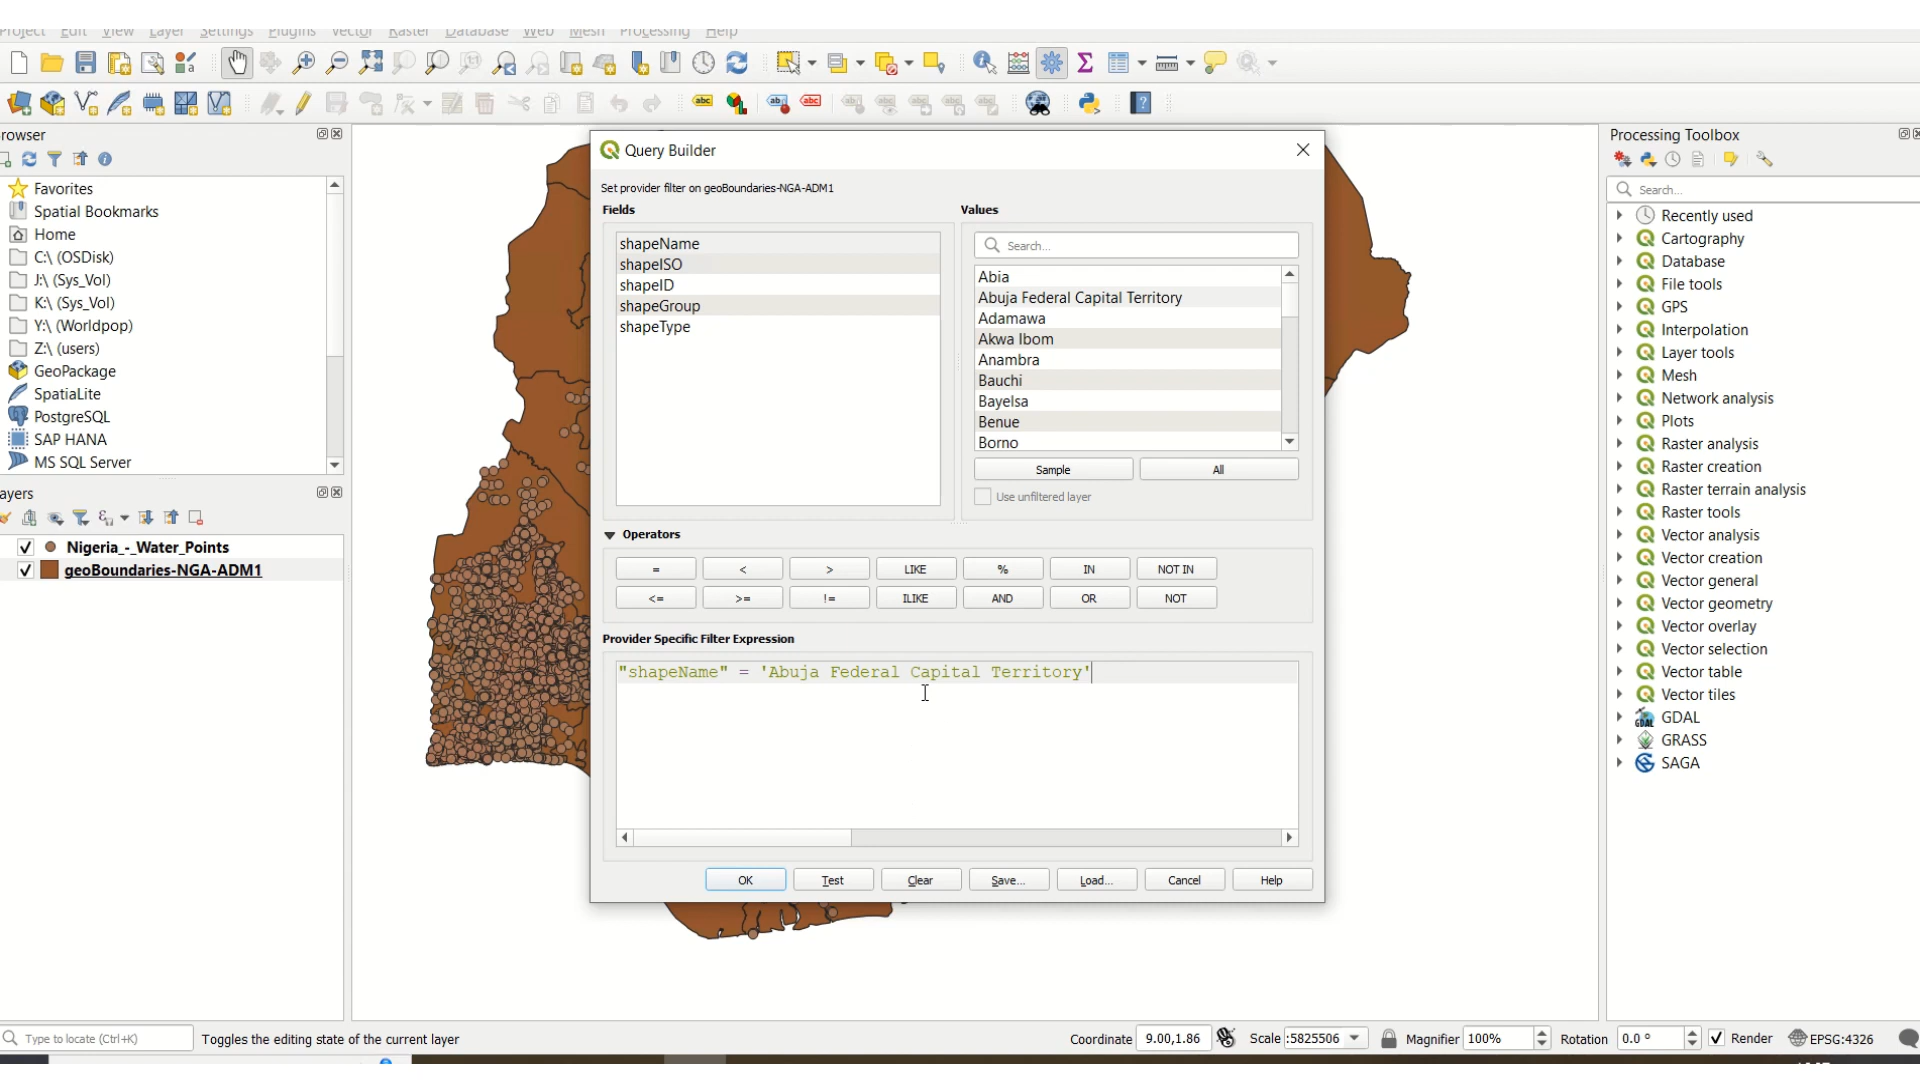 Project Edit View Layer Settings Plugins Vector Raster Database Web Mesh Processing Help
Browser
Favorites
Spatial Bookmarks
Home
C:\ (OSDisk)
J:\ (Sys_Vol)
K:\ (Sys_Vol)
Y:\ (Worldpop)
Z:\ (users)
GeoPackage
SpatiaLite
PostgreSQL
SAP HANA
MS SQL Server
ayers
Nigeria_-_Water_Points
geoBoundaries-NGA-ADM1
Query Builder
Set provider filter on geoBoundaries-NGA-ADM1
Fields
shapeName
shapeISO
shapeID
shapeGroup
shapeType
Values
Search...
Abia
Abuja Federal Capital Territory
Adamawa
Akwa Ibom
Anambra
Bauchi
Bayelsa
Benue
Borno
Sample All
Use unfiltered layer
Operators
= < > LIKE % IN NOT IN
<= >= != ILIKE AND OR NOT
Provider Specific Filter Expression
"shapeName" = 'Abuja Federal Capital Territory'
OK Test Clear Save... Load... Cancel Help
Processing Toolbox
Search...
Recently used
Cartography
Database
File tools
GPS
Interpolation
Layer tools
Mesh
Network analysis
Plots
Raster analysis
Raster creation
Raster terrain analysis
Raster tools
Vector analysis
Vector creation
Vector general
Vector geometry
Vector overlay
Vector selection
Vector table
Vector tiles
GDAL
GRASS
SAGA
Type to locate (Ctrl+K) Toggles the editing state of the current layer Coordinate 9.00,1.86 Scale :5825506 Magnifier 100% Rotation 0.0 ° Render EPSG:4326